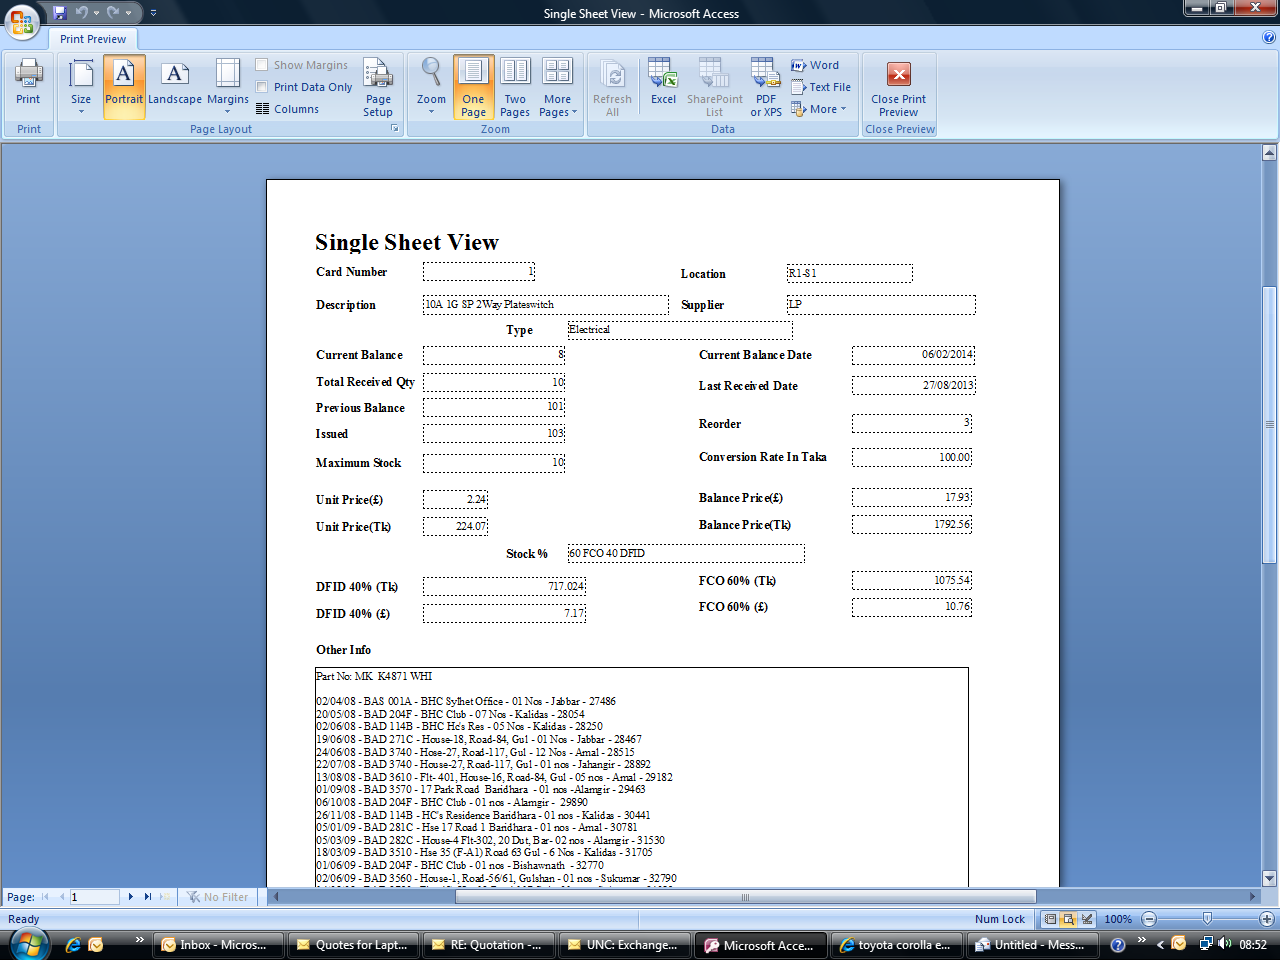 Single Sheet View - Microsoft Access
Print Preview
Print
Size
Portrait
Landscape
Margins
Show Margins
Print Data Only
Columns
Page Setup
Zoom
One Page
Two Pages
More Pages
Refresh All
Excel
SharePoint List
PDF or XPS
Word
Text File
More
Close Print Preview
Print
Page Layout
Zoom
Data
Close Preview
Single Sheet View
Card Number 1 Location R1-S1
Description 10A 1G SP 2Way Plateswitch Supplier LP
Type Electrical
Current Balance 8 Current Balance Date 06/02/2014
Total Received Qty 10 Last Received Date 27/08/2013
Previous Balance 101
Issued 103 Reorder 3
Maximum Stock 10 Conversion Rate In Taka 100.00
Unit Price(£) 2.24 Balance Price(£) 17.93
Unit Price(Tk) 224.07 Balance Price(Tk) 1792.56
Stock % 60 FCO 40 DFID
DFID 40% (Tk) 717.024 FCO 60% (Tk) 1075.54
DFID 40% (£) 7.17 FCO 60% (£) 10.76
Other Info
Part No: MK K4871 WHI
02/04/08 - BAS 001A - BHC Sylhet Office - 01 Nos - Jabbar - 27486
20/05/08 - BAD 204F - BHC Club - 07 Nos - Kalidas - 28054
02/06/08 - BAD 114B - BHC Hc's Res - 05 Nos - Kalidas - 28250
19/06/08 - BAD 271C - House-18, Road-84, Gul - 01 Nos - Jabbar - 28467
24/06/08 - BAD 3740 - Hose-27, Road-117, Gul - 12 Nos - Amal - 28515
22/07/08 - BAD 3740 - House-27, Road-117, Gul - 01 nos - Jahangir - 28892
13/08/08 - BAD 3610 - Flt- 401, House-16, Road-84, Gul - 05 nos - Amal - 29182
01/09/08 - BAD 3570 - 17 Park Road Baridhara - 01 nos -Alamgir - 29463
06/10/08 - BAD 204F - BHC Club - 01 nos - Alamgir - 29890
26/11/08 - BAD 114B - HC's Residence Baridhara - 01 nos - Kalidas - 30441
05/01/09 - BAD 281C - Hse 17 Road 1 Baridhara - 01 nos - Amal - 30781
05/03/09 - BAD 282C - House-4 Flt-302, 20 Dut, Bar- 02 nos - Alamgir - 31530
18/03/09 - BAD 3510 - Hse 35 (F-A1) Road 63 Gul - 6 Nos - Kalidas - 31705
01/06/09 - BAD 204F - BHC Club - 01 nos - Bishawnath - 32770
02/06/09 - BAD 3560 - House-1, Road-56/61, Gulshan - 01 nos - Sukumar - 32790
Page: 1 No Filter
Ready Num Lock 100%
Inbox - Micros...
Quotes for Lapt...
RE: Quotation -...
UNC: Exchange...
Microsoft Acce...
toyota corolla e...
Untitled - Mess...
08:52